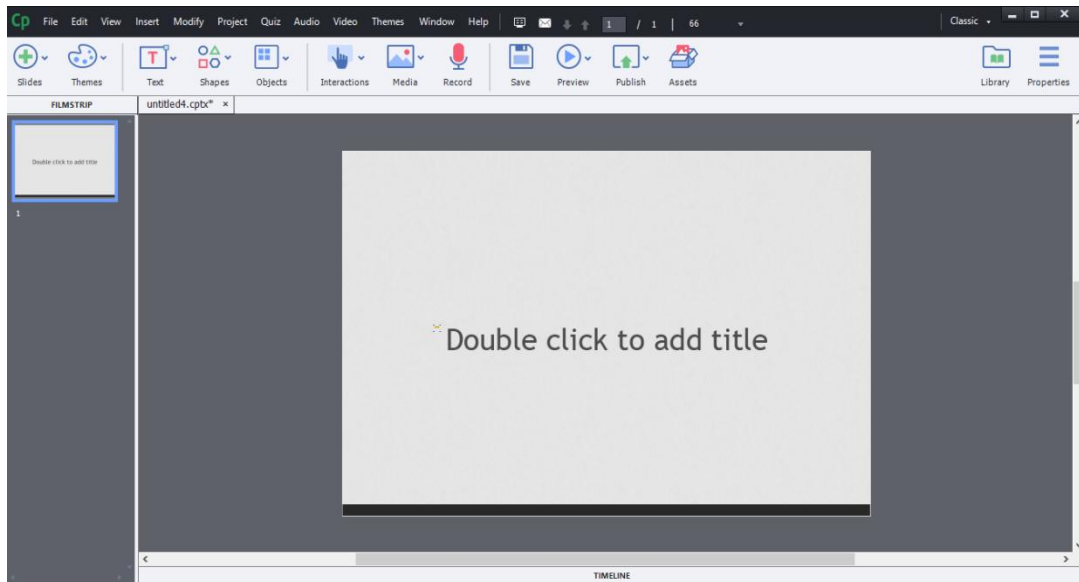 Cp File Edit View Insert Modify Project Quiz Audio Video Themes Window Help 1 / 1 66 Classic
Slides Themes Text Shapes Objects Interactions Media Record Save Preview Publish Assets Library Properties
FILMSTRIP untitled4.cptx* ×
Double click to add title
1
Double click to add title
TIMELINE